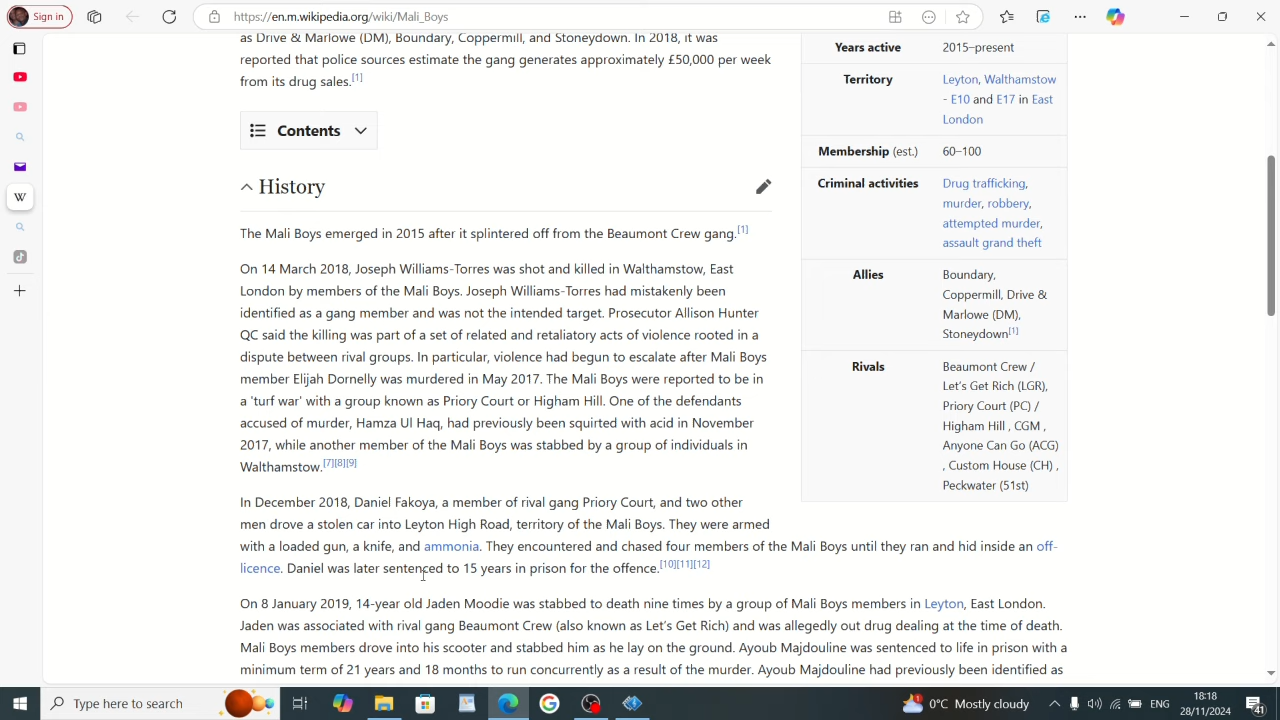 Sign in
https://en.m.wikipedia.org/wiki/Mali_Boys
as Drive & Marlowe (DM), Boundary, Coppermill, and Stoneydown. In 2018, it was
reported that police sources estimate the gang generates approximately £50,000 per week
from its drug sales.[1]
Contents
History
The Mali Boys emerged in 2015 after it splintered off from the Beaumont Crew gang.[1]
On 14 March 2018, Joseph Williams-Torres was shot and killed in Walthamstow, East
London by members of the Mali Boys. Joseph Williams-Torres had mistakenly been
identified as a gang member and was not the intended target. Prosecutor Allison Hunter
QC said the killing was part of a set of related and retaliatory acts of violence rooted in a
dispute between rival groups. In particular, violence had begun to escalate after Mali Boys
member Elijah Dornelly was murdered in May 2017. The Mali Boys were reported to be in
a 'turf war' with a group known as Priory Court or Higham Hill. One of the defendants
accused of murder, Hamza Ul Haq, had previously been squirted with acid in November
2017, while another member of the Mali Boys was stabbed by a group of individuals in
Walthamstow.[7][8][9]
In December 2018, Daniel Fakoya, a member of rival gang Priory Court, and two other
men drove a stolen car into Leyton High Road, territory of the Mali Boys. They were armed
with a loaded gun, a knife, and ammonia. They encountered and chased four members of the Mali Boys until they ran and hid inside an off-
licence. Daniel was later sentenced to 15 years in prison for the offence.[10][11][12]
On 8 January 2019, 14-year old Jaden Moodie was stabbed to death nine times by a group of Mali Boys members in Leyton, East London.
Jaden was associated with rival gang Beaumont Crew (also known as Let's Get Rich) and was allegedly out drug dealing at the time of death.
Mali Boys members drove into his scooter and stabbed him as he lay on the ground. Ayoub Majdouline was sentenced to life in prison with a
minimum term of 21 years and 18 months to run concurrently as a result of the murder. Ayoub Majdouline had previously been identified as
Years active 2015–present
Territory Leyton, Walthamstow
- E10 and E17 in East
London
Membership (est.) 60–100
Criminal activities Drug trafficking,
murder, robbery,
attempted murder,
assault grand theft
Allies Boundary,
Coppermill, Drive &
Marlowe (DM),
Stoneydown[1]
Rivals Beaumont Crew /
Let's Get Rich (LGR),
Priory Court (PC) /
Higham Hill , CGM ,
Anyone Can Go (ACG)
, Custom House (CH) ,
Peckwater (51st)
Type here to search
0°C Mostly cloudy
ENG
18:18
28/11/2024
41